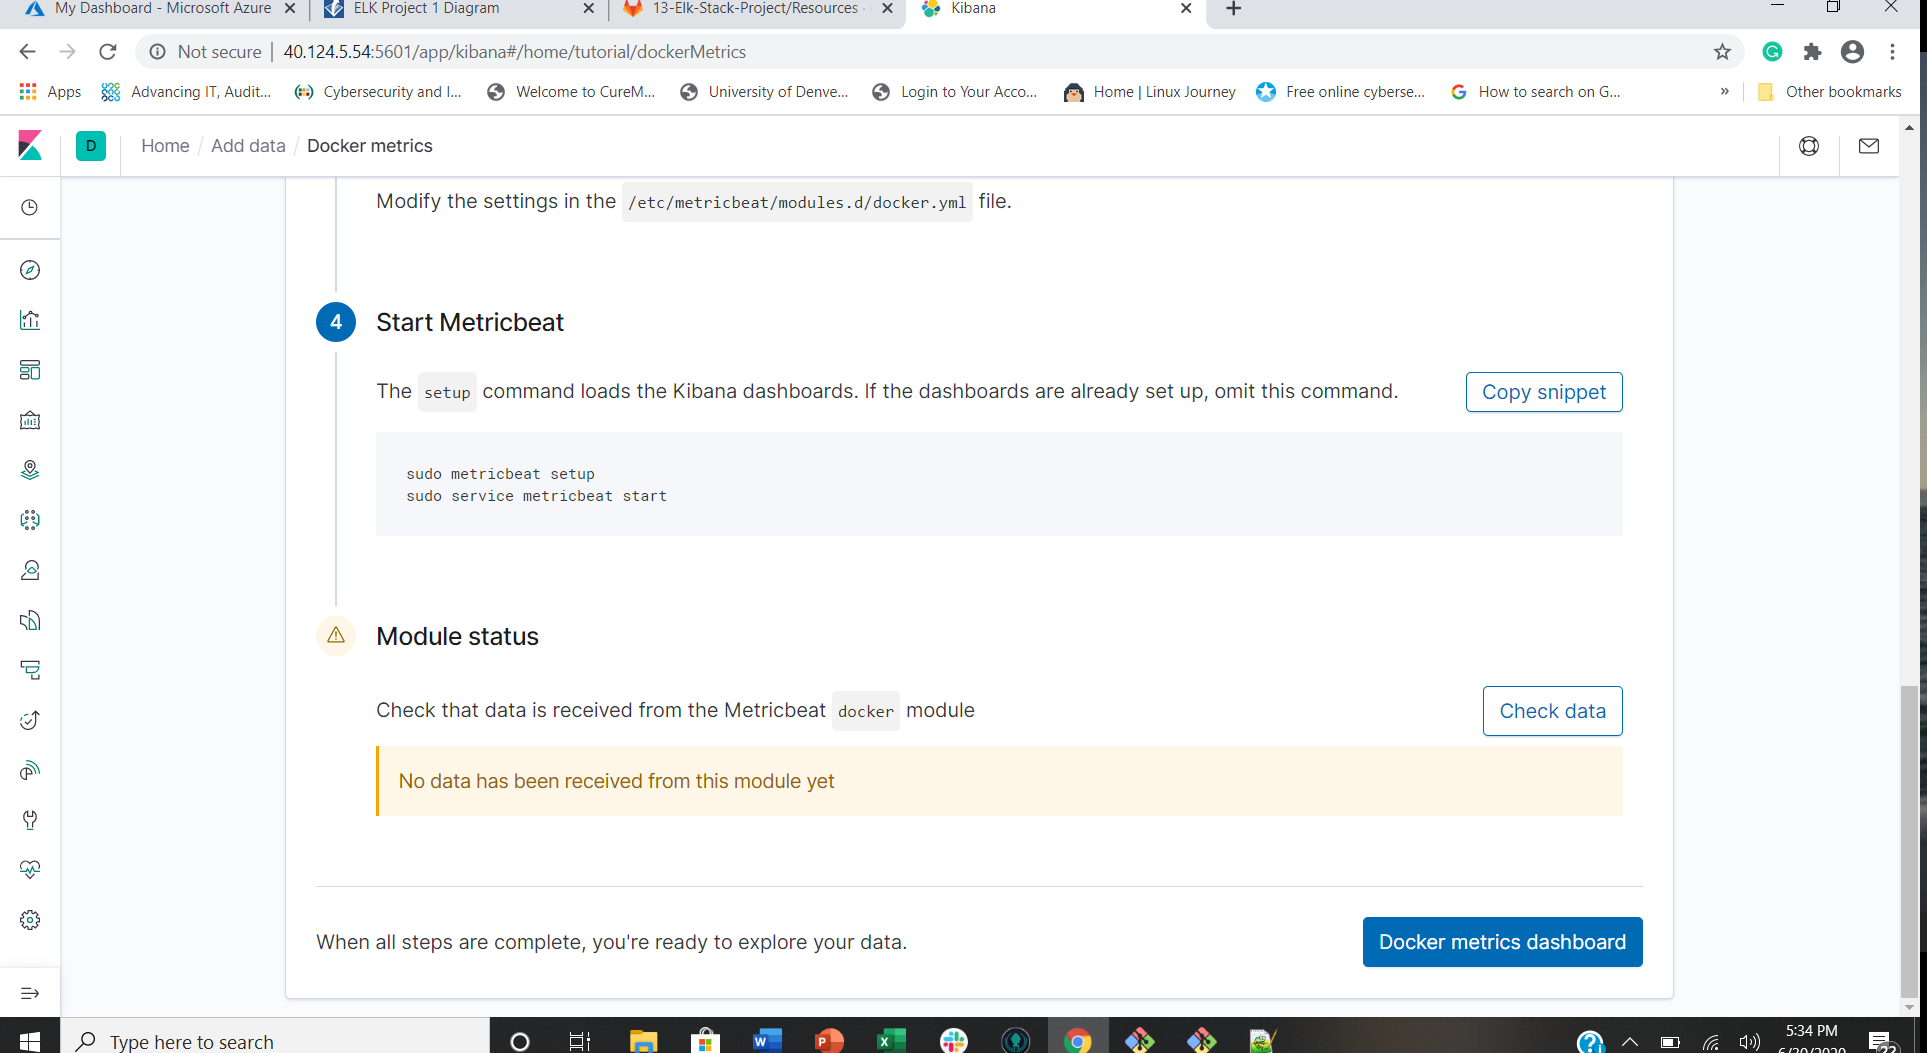 My Dashboard - Microsoft Azure
ELK Project 1 Diagram
13-Elk-Stack-Project/Resources
Kibana
Not secure
40.124.5.54:5601/app/kibana#/home/tutorial/dockerMetrics
Apps
Advancing IT, Audit...
Cybersecurity and I...
Welcome to CureM...
University of Denve...
Login to Your Acco...
Home | Linux Journey
Free online cyberse...
How to search on G...
»
Other bookmarks
D
Home / Add data / Docker metrics
Modify the settings in the /etc/metricbeat/modules.d/docker.yml file.
4
Start Metricbeat
The setup command loads the Kibana dashboards. If the dashboards are already set up, omit this command.
Copy snippet
sudo metricbeat setup
sudo service metricbeat start
Module status
Check that data is received from the Metricbeat docker module
Check data
No data has been received from this module yet
When all steps are complete, you're ready to explore your data.
Docker metrics dashboard
Type here to search
5:34 PM